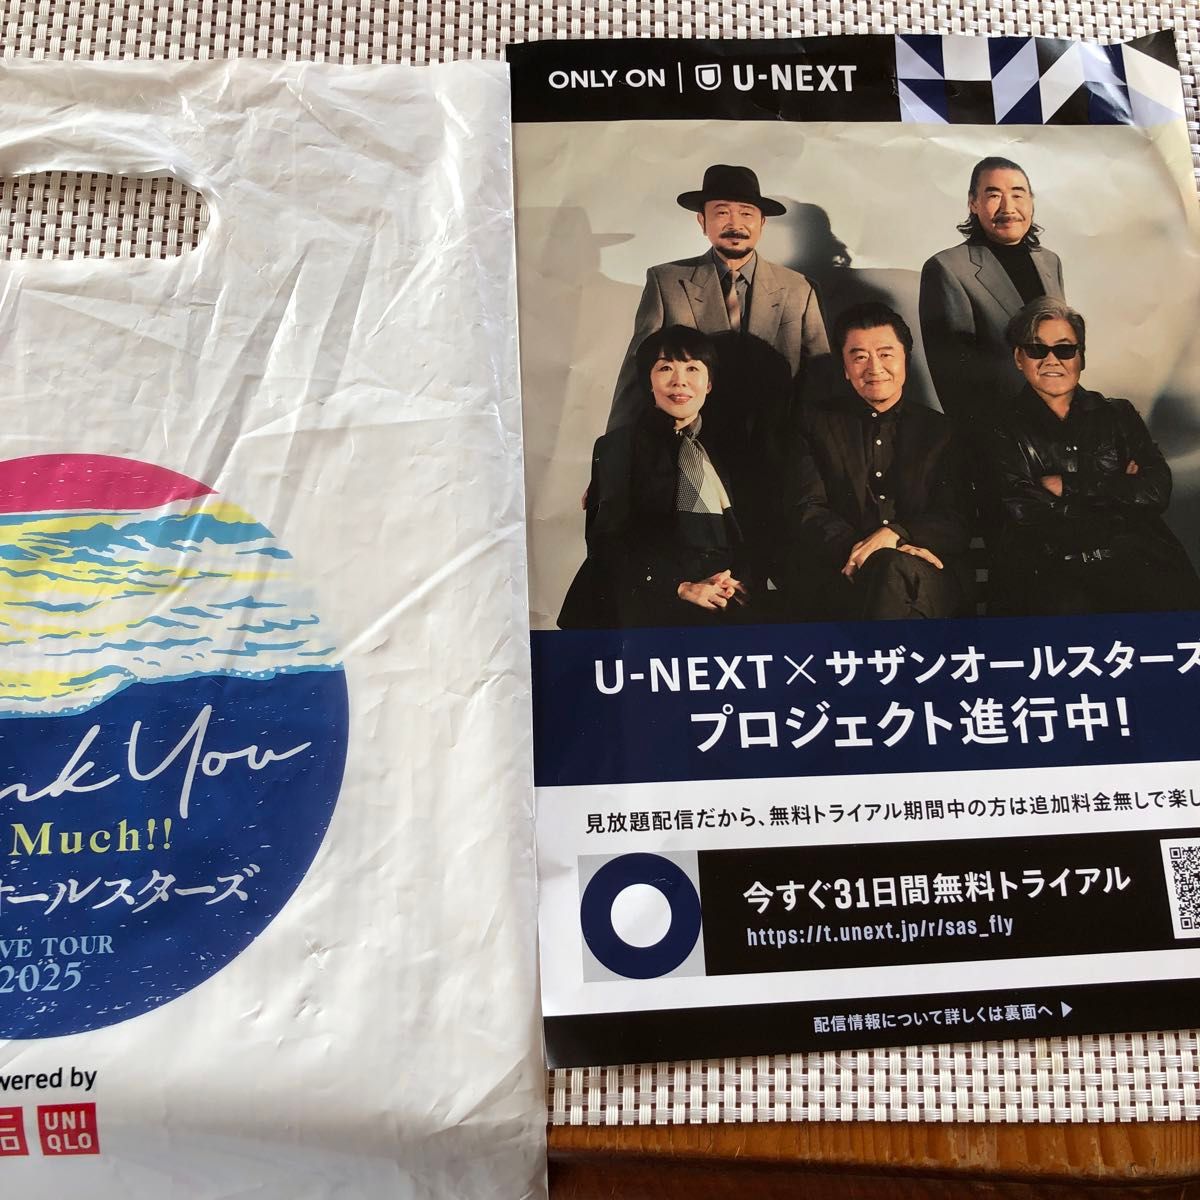 nk You
Much!!
オールスターズ
VE TOUR
2025
wered by
ニ
ロ
UNI
QLO
ONLY ON | U-NEXT
U-NEXT×サザンオールスターズ
プロジェクト進行中!
見放題配信だから、無料トライアル期間中の方は追加料金無しで楽し
今すぐ31日間無料トライアル
https://t.unext.jp/r/sas_fly
配信情報について詳しくは裏面へ ▶